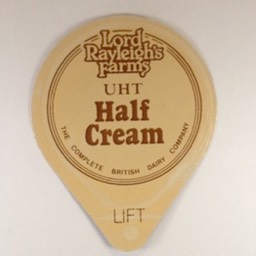 Lord
Rayleigh's
Farms
UHT
Half
Cream
THE COMPLETE BRITISH DAIRY COMPANY
LIFT